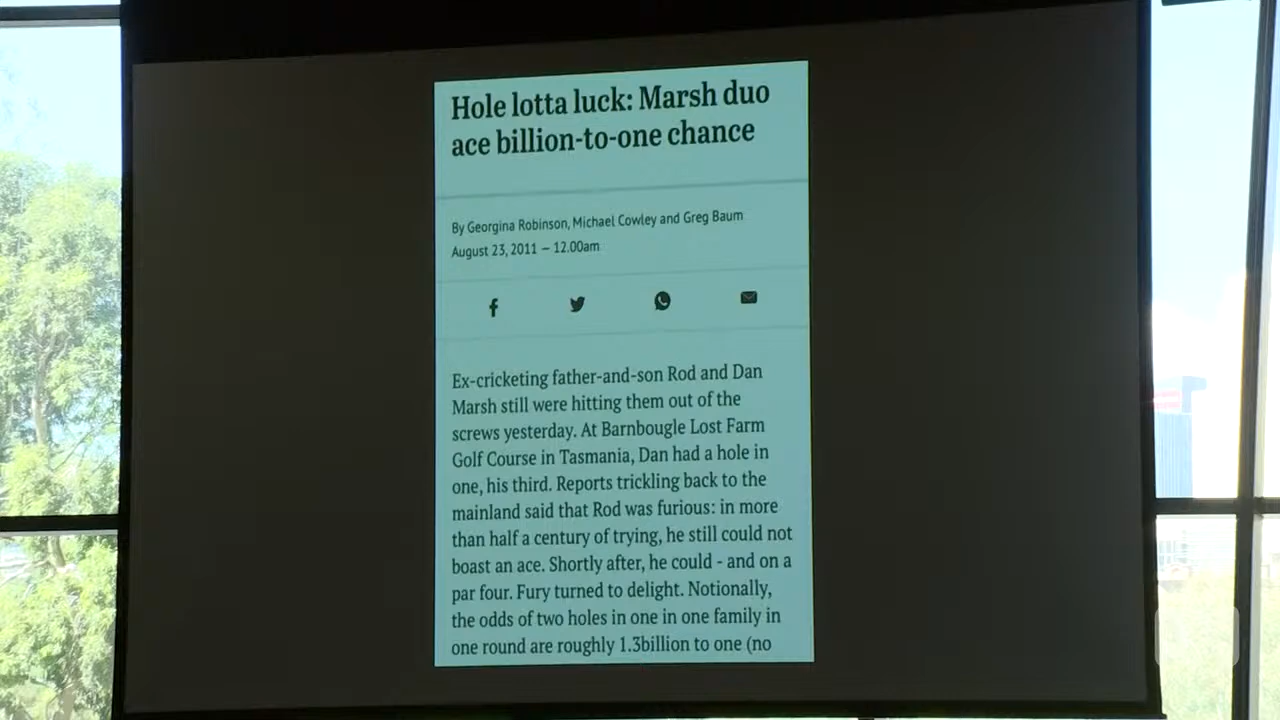 Hole lotta luck: Marsh duo
ace billion-to-one chance
By Georgina Robinson, Michael Cowley and Greg Baum
August 23, 2011 – 12.00am
Ex-cricketing father-and-son Rod and Dan
Marsh still were hitting them out of the
screws yesterday. At Barnbougle Lost Farm
Golf Course in Tasmania, Dan had a hole in
one, his third. Reports trickling back to the
mainland said that Rod was furious: in more
than half a century of trying, he still could not
boast an ace. Shortly after, he could - and on a
par four. Fury turned to delight. Notionally,
the odds of two holes in one in one family in
one round are roughly 1.3billion to one (no